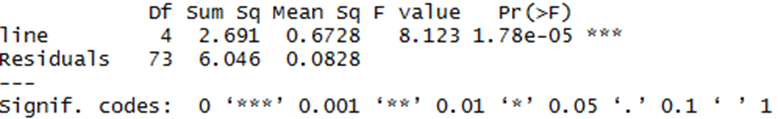 Df Sum Sq Mean Sq F value Pr(>F)
line 4 2.691 0.6728 8.123 1.78e-05 ***
Residuals 73 6.046 0.0828
---
Signif. codes: 0 ‘***’ 0.001 ‘**’ 0.01 ‘*’ 0.05 ‘.’ 0.1 ‘ ’ 1